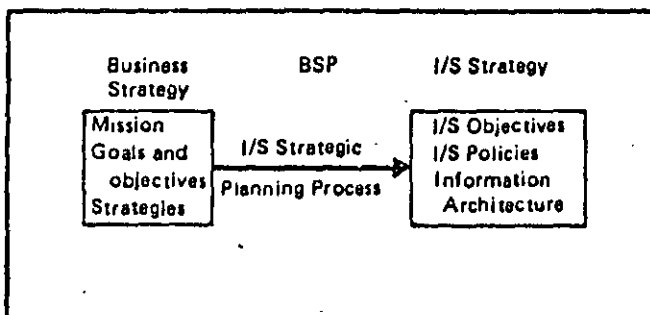 Business Strategy
BSP
I/S Strategy
Mission
Goals and
objectives
Strategies
I/S Strategic
Planning Process
I/S Objectives
I/S Policies
Information
Architecture